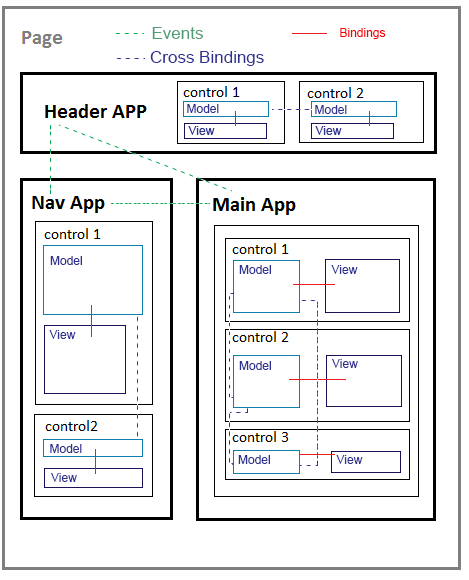 Page
Events
Bindings
Cross Bindings
Header APP
control 1
Model
View
control 2
Model
View
Nav App
control 1
Model
View
control2
Model
View
Main App
control 1
Model
View
control 2
Model
View
control 3
Model
View